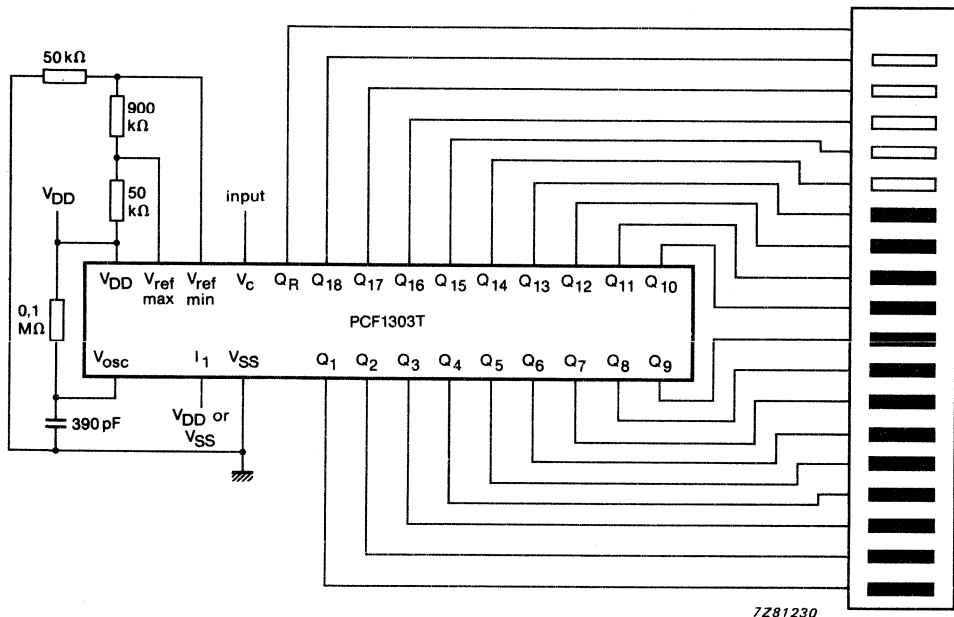 50 kΩ
900
kΩ
50
kΩ
VDD
input
VDD Vref max Vref min Vc QR Q18 Q17 Q16 Q15 Q14 Q13 Q12 Q11 Q10
0,1
MΩ
PCF1303T
Vosc I1 VSS Q1 Q2 Q3 Q4 Q5 Q6 Q7 Q8 Q9
390 pF
VDD or
VSS
7Z81230